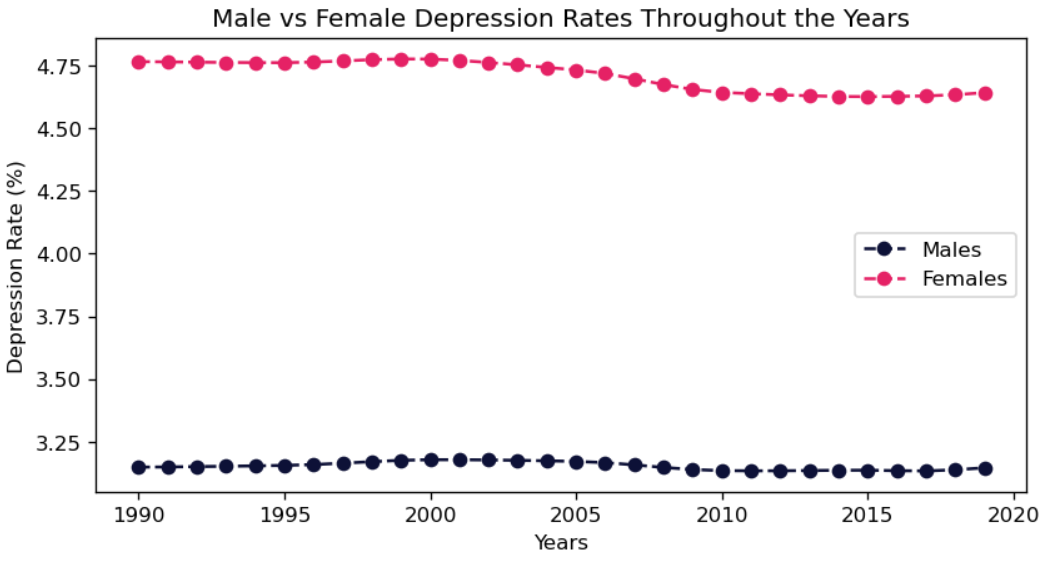 Male vs Female Depression Rates Throughout the Years
Depression Rate (%)
4.75
4.50
4.25
4.00
3.75
3.50
3.25
Males
Females
1990 1995 2000 2005 2010 2015 2020
Years